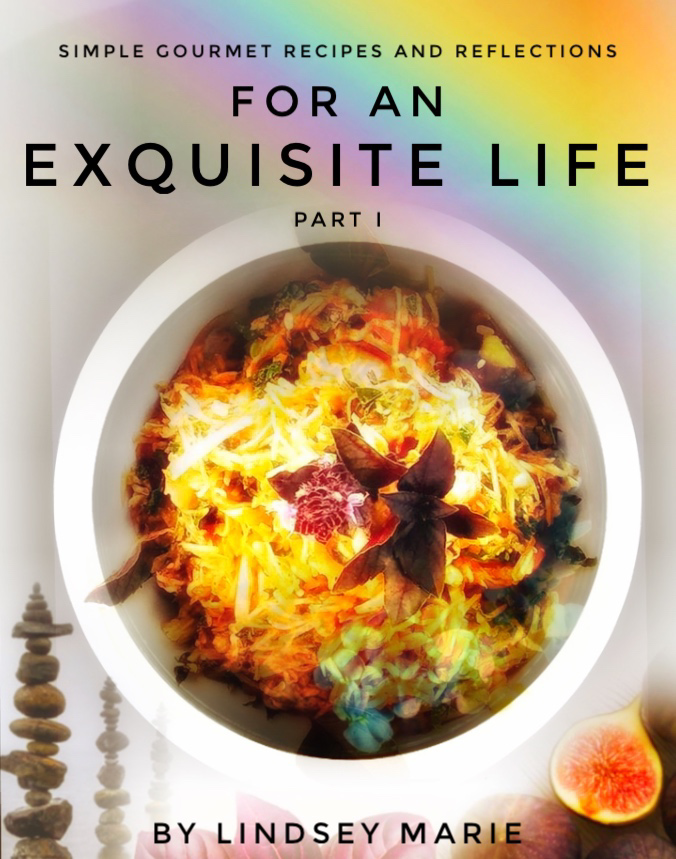 SIMPLE GOURMET RECIPES AND REFLECTIONS
FOR AN
EXQUISITE LIFE
PART I
BY LINDSEY MARIE